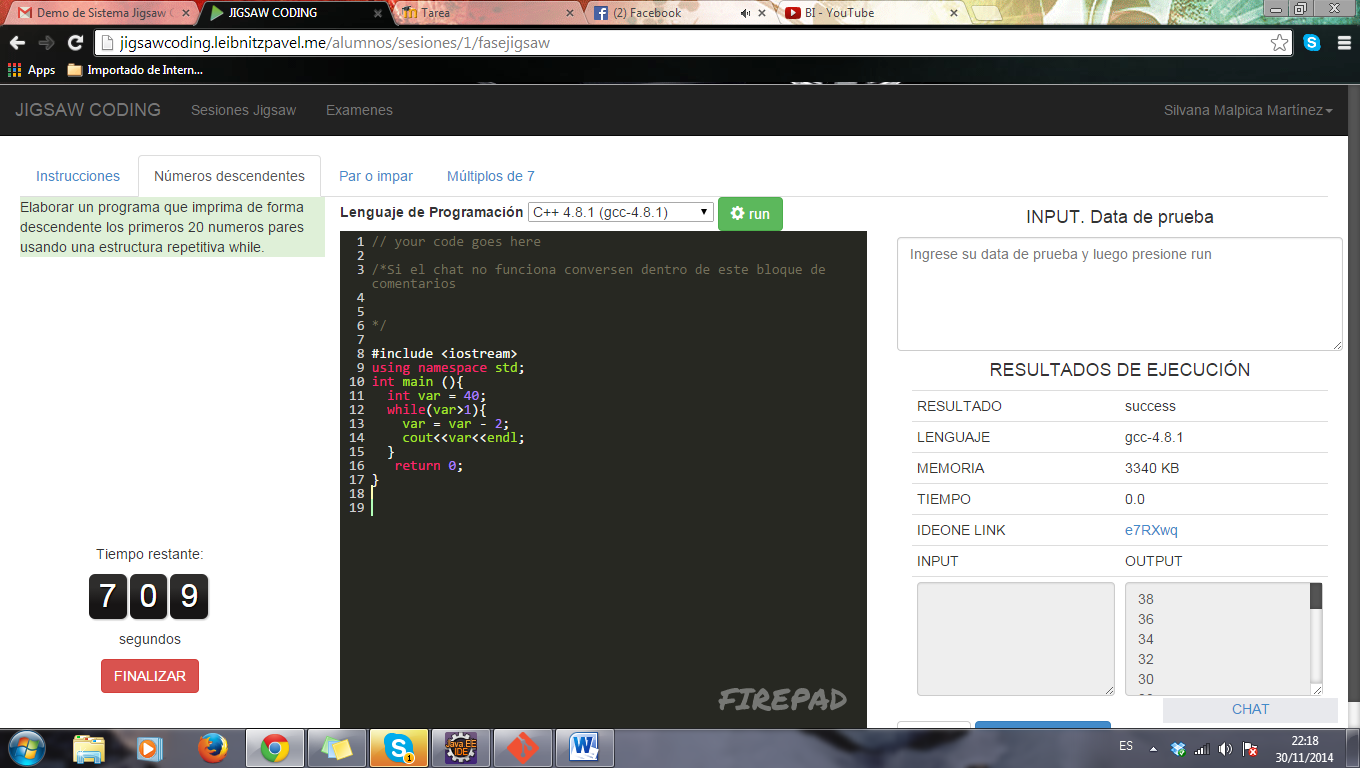 Demo de Sistema Jigsaw C
JIGSAW CODING
Tarea
(2) Facebook
BI - YouTube
jigsawcoding.leibnitzpavel.me/alumnos/sesiones/1/fasejigsaw
Apps
Importado de Intern...
JIGSAW CODING
Sesiones Jigsaw
Examenes
Silvana Malpica Martínez
Instrucciones
Números descendentes
Par o impar
Múltiplos de 7
Elaborar un programa que imprima de forma
descendente los primeros 20 numeros pares
usando una estructura repetitiva while.
Tiempo restante:
7 0 9
segundos
FINALIZAR
Lenguaje de Programación
C++ 4.8.1 (gcc-4.8.1)
run
1 // your code goes here
2
3 /*Si el chat no funciona conversen dentro de este bloque de
comentarios
4
5
6 */
7
8 #include <iostream>
9 using namespace std;
10 int main (){
11 int var = 40;
12 while(var>1){
13 var = var - 2;
14 cout<<var<<endl;
15 }
16 return 0;
17 }
18
19
FIREPAD
INPUT. Data de prueba
Ingrese su data de prueba y luego presione run
RESULTADOS DE EJECUCIÓN
RESULTADO success
LENGUAJE gcc-4.8.1
MEMORIA 3340 KB
TIEMPO 0.0
IDEONE LINK e7RXwq
INPUT OUTPUT
38
36
34
32
30
CHAT
1
Java EE
IDE
ES
22:18
30/11/2014